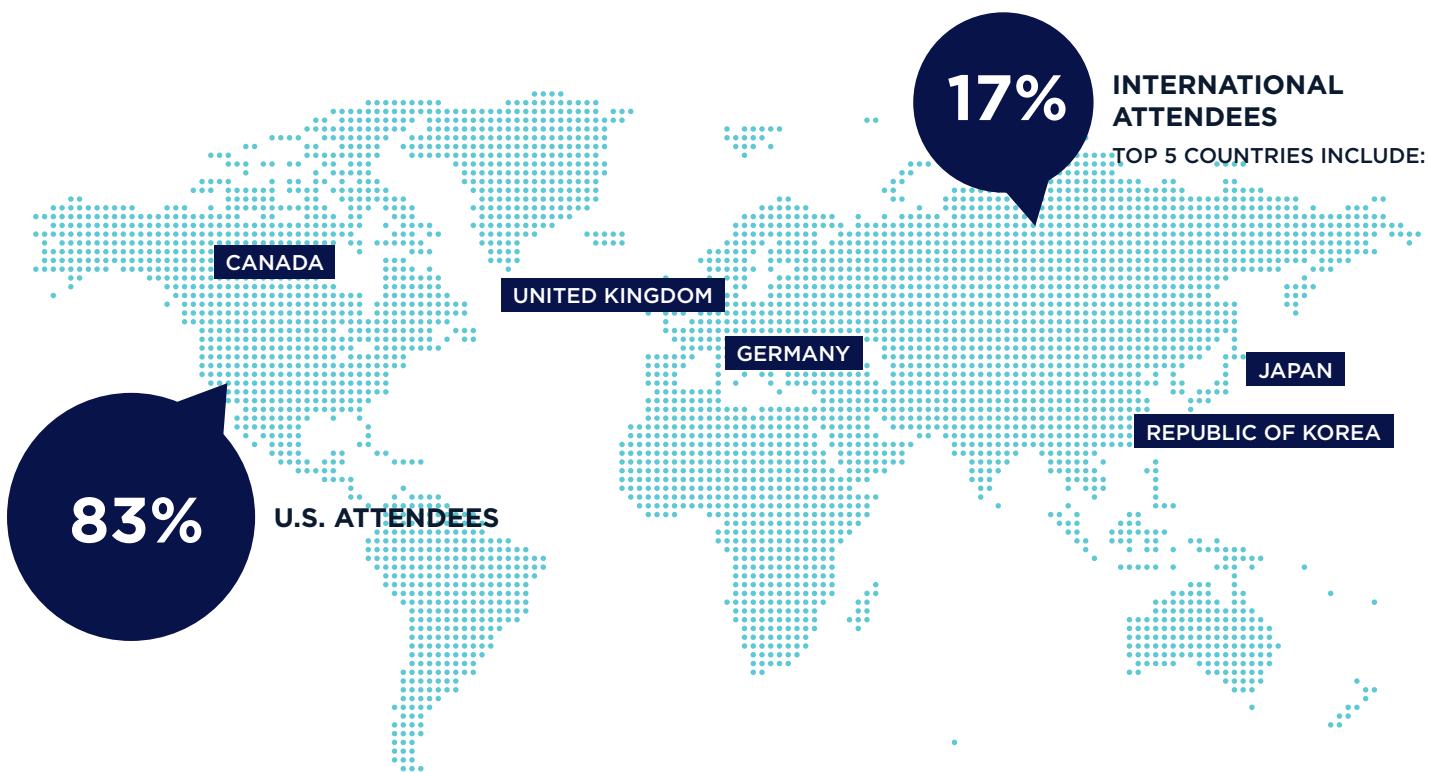 17%
INTERNATIONAL
ATTENDEES
TOP 5 COUNTRIES INCLUDE:
CANADA
UNITED KINGDOM
GERMANY
JAPAN
REPUBLIC OF KOREA
83%
U.S. ATTENDEES